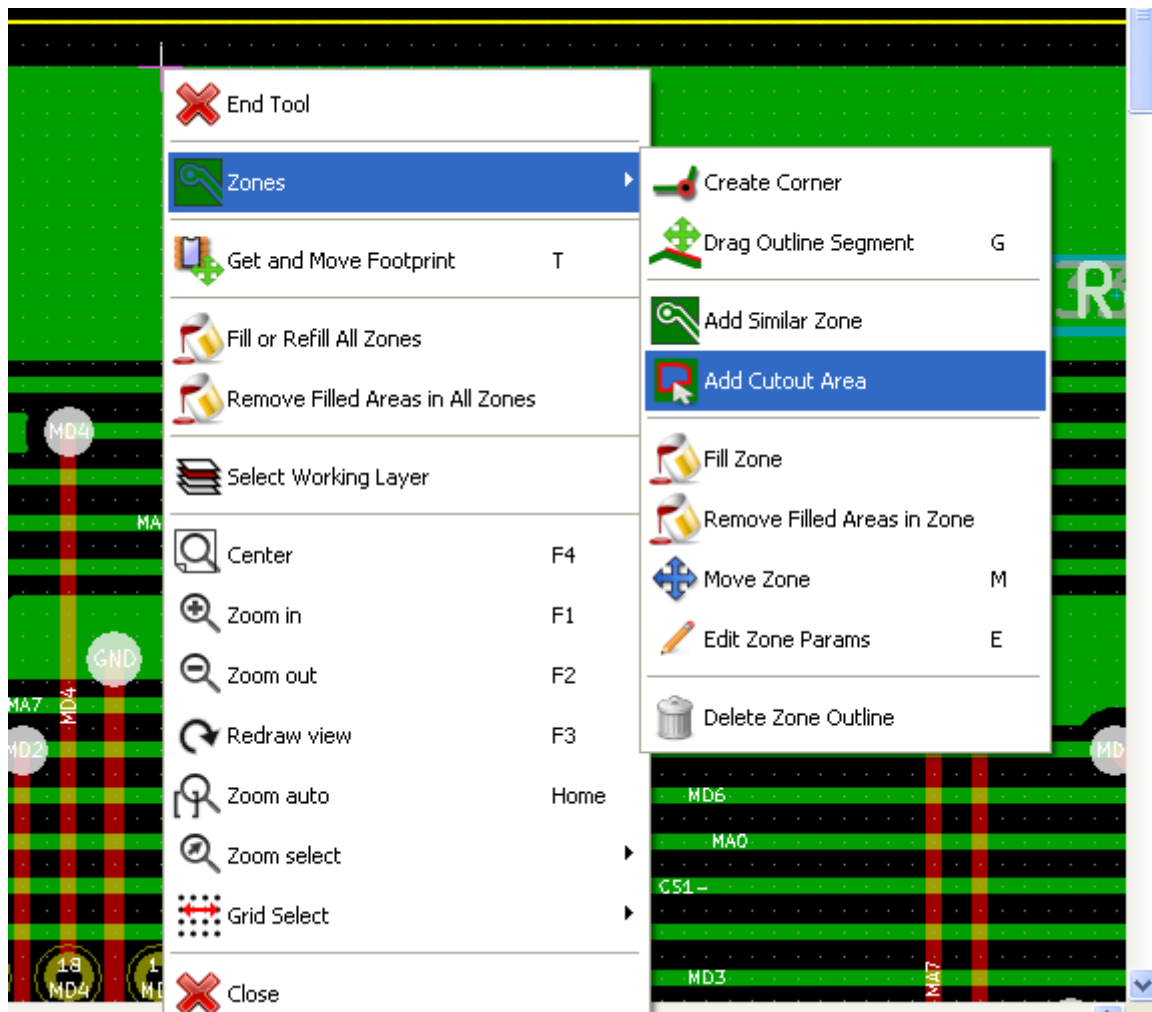 End Tool
Zones
Get and Move Footprint T
Fill or Refill All Zones
Remove Filled Areas in All Zones
Select Working Layer
Center F4
Zoom in F1
Zoom out F2
Redraw view F3
Zoom auto Home
Zoom select
Grid Select
Close
Create Corner
Drag Outline Segment G
Add Similar Zone
Add Cutout Area
Fill Zone
Remove Filled Areas in Zone
Move Zone M
Edit Zone Params E
Delete Zone Outline
R
MD4
MA
GND
MD4
MA7
MD2
18
MD4
1
MD
MD6
MA0
CS1-
MD3
MA7